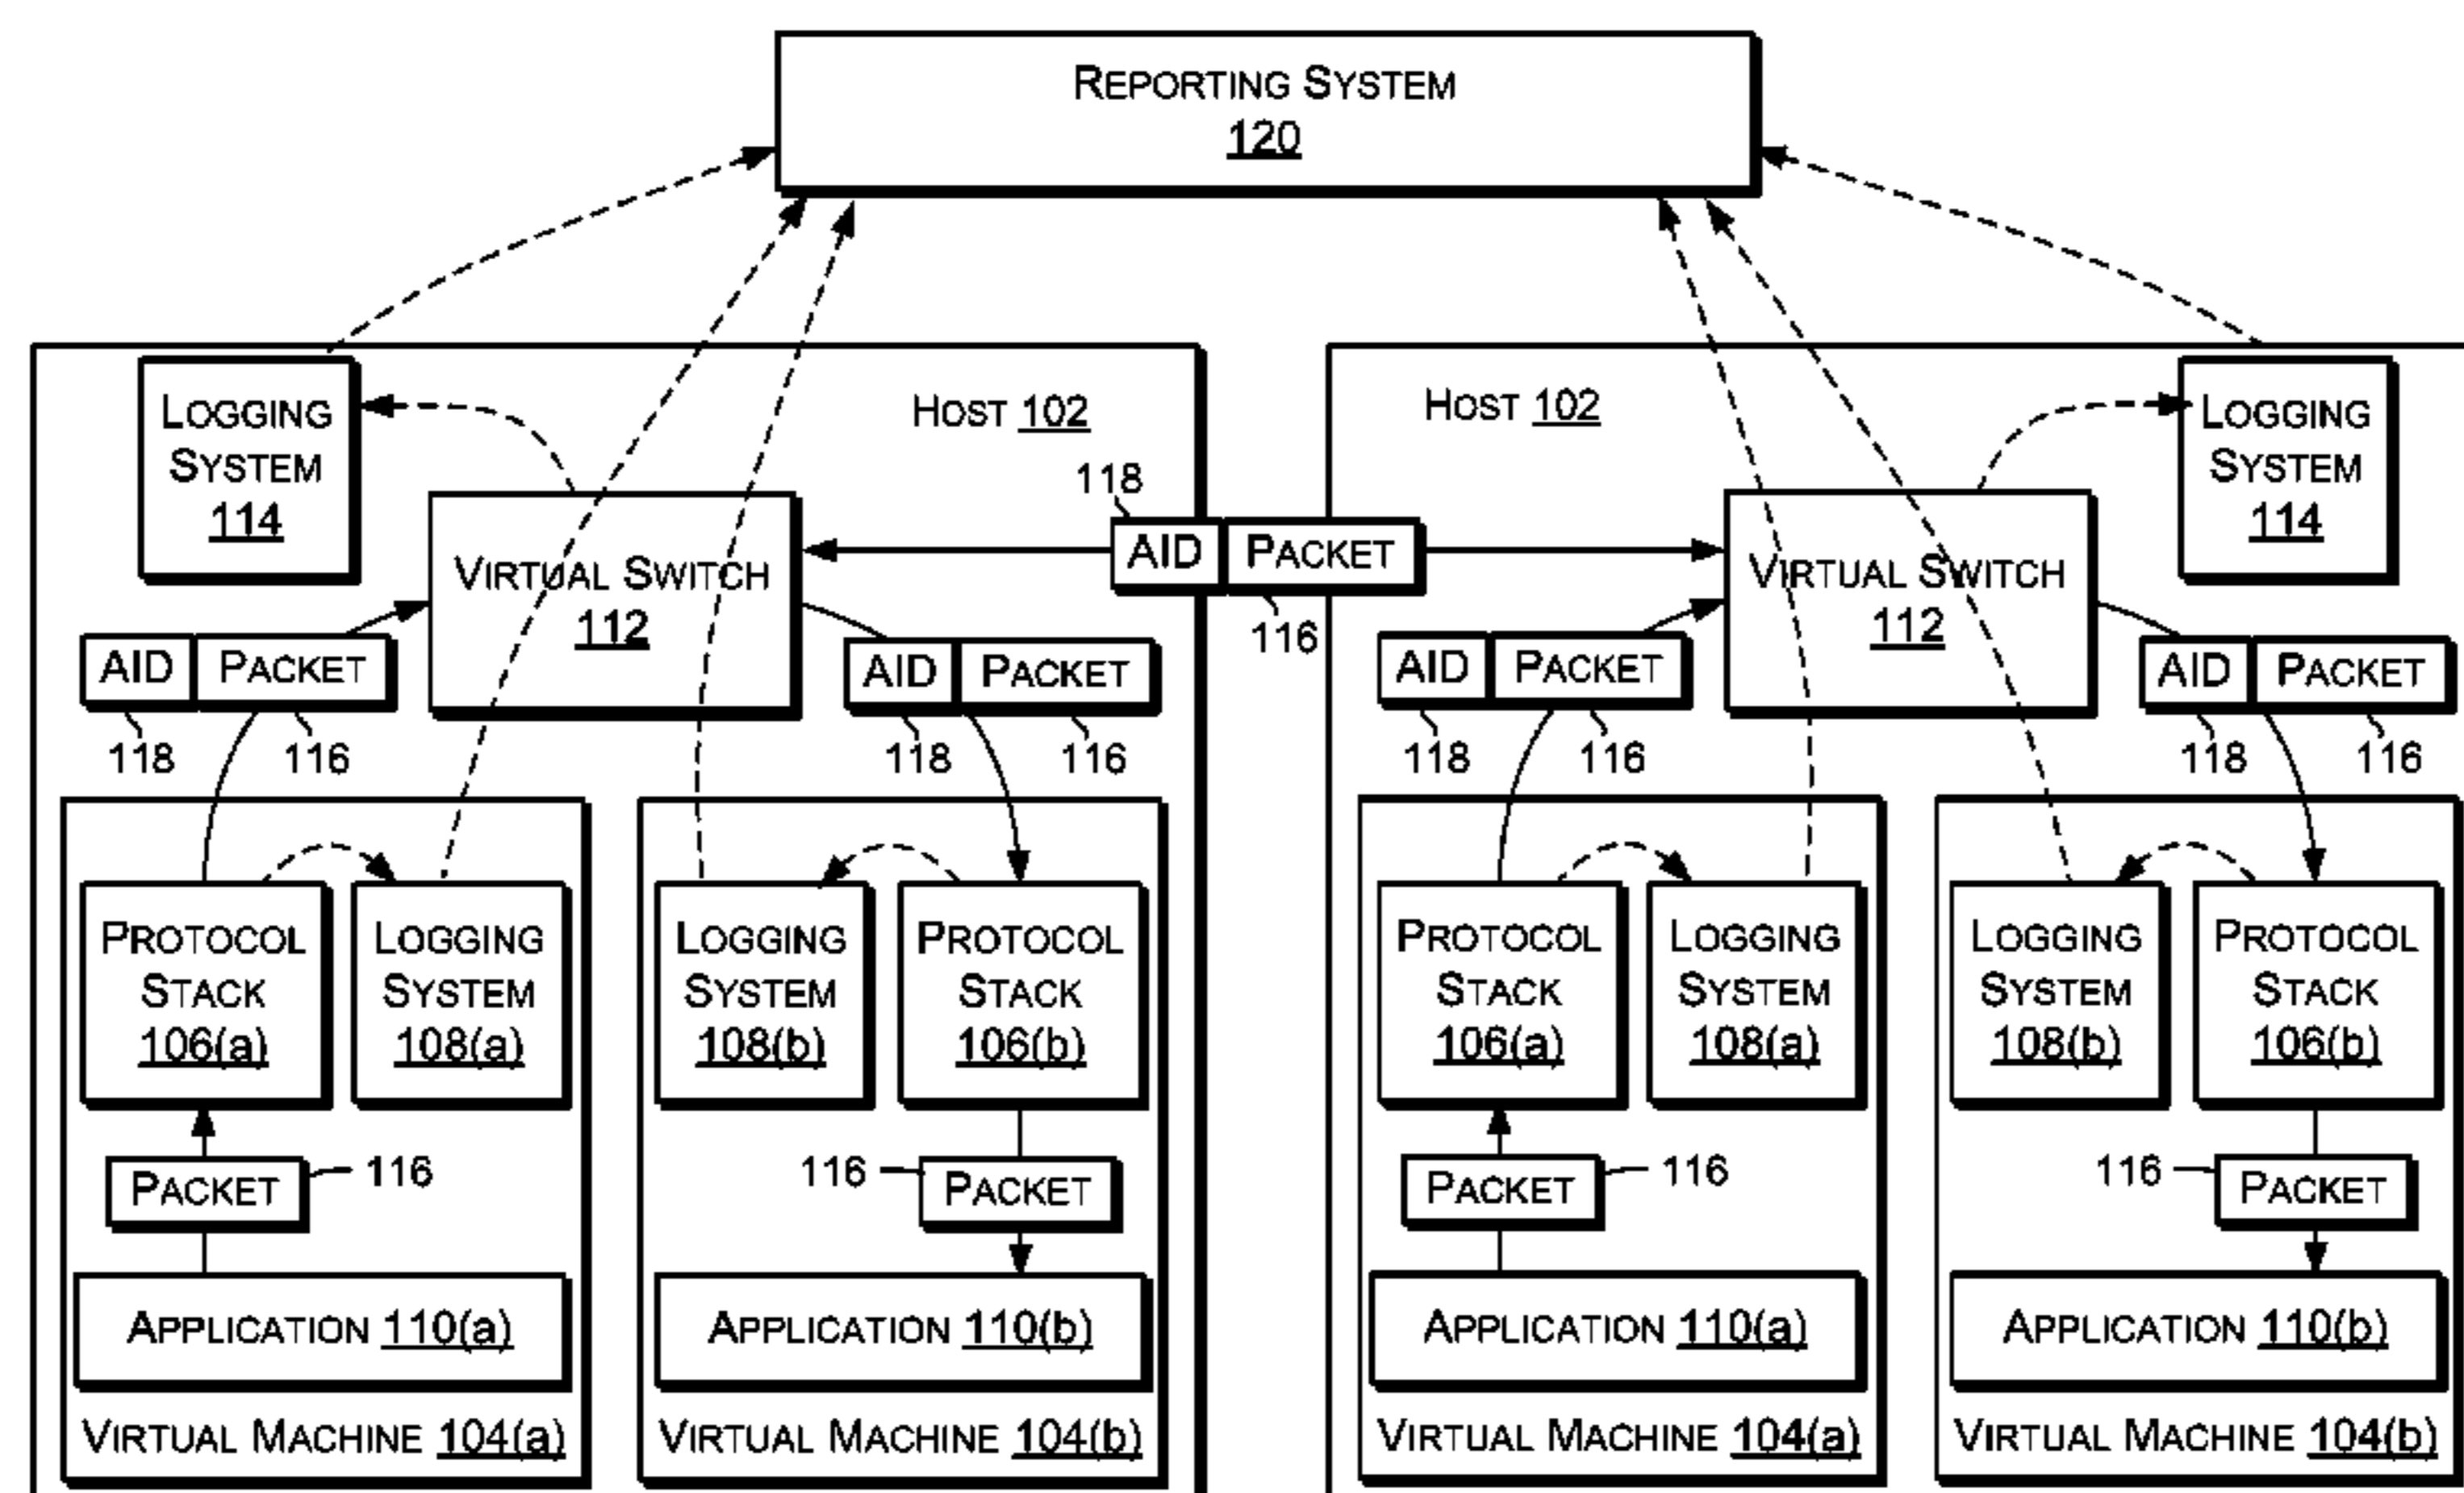 REPORTING SYSTEM
120
LOGGING
SYSTEM
114
HOST 102
118
AID PACKET
116
VIRTUAL SWITCH
112
AID PACKET
118 116
AID PACKET
118 116
HOST 102
LOGGING
SYSTEM
114
VIRTUAL SWITCH
112
AID PACKET
118 116
AID PACKET
118 116
PROTOCOL
STACK
106(a)
LOGGING
SYSTEM
108(a)
PACKET 116
APPLICATION 110(a)
VIRTUAL MACHINE 104(a)
LOGGING
SYSTEM
108(b)
PROTOCOL
STACK
106(b)
116 PACKET
APPLICATION 110(b)
VIRTUAL MACHINE 104(b)
PROTOCOL
STACK
106(a)
LOGGING
SYSTEM
108(a)
PACKET 116
APPLICATION 110(a)
VIRTUAL MACHINE 104(a)
LOGGING
SYSTEM
108(b)
PROTOCOL
STACK
106(b)
116 PACKET
APPLICATION 110(b)
VIRTUAL MACHINE 104(b)